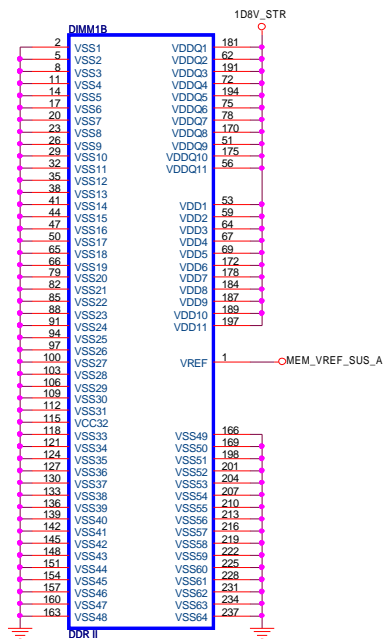 1D8V_STR
DIMM1B
2 VSS1 VDDQ1 181
5 VSS2 VDDQ2 62
8 VSS3 VDDQ3 191
11 VSS4 VDDQ4 72
14 VSS5 VDDQ5 194
17 VSS6 VDDQ6 75
20 VSS7 VDDQ7 78
23 VSS8 VDDQ8 170
26 VSS9 VDDQ9 51
29 VSS10 VDDQ10 175
32 VSS11 VDDQ11 56
35 VSS12
38 VSS13
41 VSS14 VDD1 53
44 VSS15 VDD2 59
47 VSS16 VDD3 64
50 VSS17 VDD4 67
65 VSS18 VDD5 69
66 VSS19 VDD6 172
79 VSS20 VDD7 178
82 VSS21 VDD8 184
85 VSS22 VDD9 187
88 VSS23 VDD10 189
91 VSS24 VDD11 197
94 VSS25
97 VSS26
100 VSS27 VREF 1 MEM_VREF_SUS_A
103 VSS28
106 VSS29
109 VSS30
112 VSS31
115 VCC32
118 VSS33 VSS49 166
121 VSS34 VSS50 169
124 VSS35 VSS51 198
127 VSS36 VSS52 201
130 VSS37 VSS53 204
133 VSS38 VSS54 207
136 VSS39 VSS55 210
139 VSS40 VSS56 213
142 VSS41 VSS57 216
145 VSS42 VSS58 219
148 VSS43 VSS59 222
151 VSS44 VSS60 225
154 VSS45 VSS61 228
157 VSS46 VSS62 231
160 VSS47 VSS63 234
163 VSS48 VSS64 237
DDR II